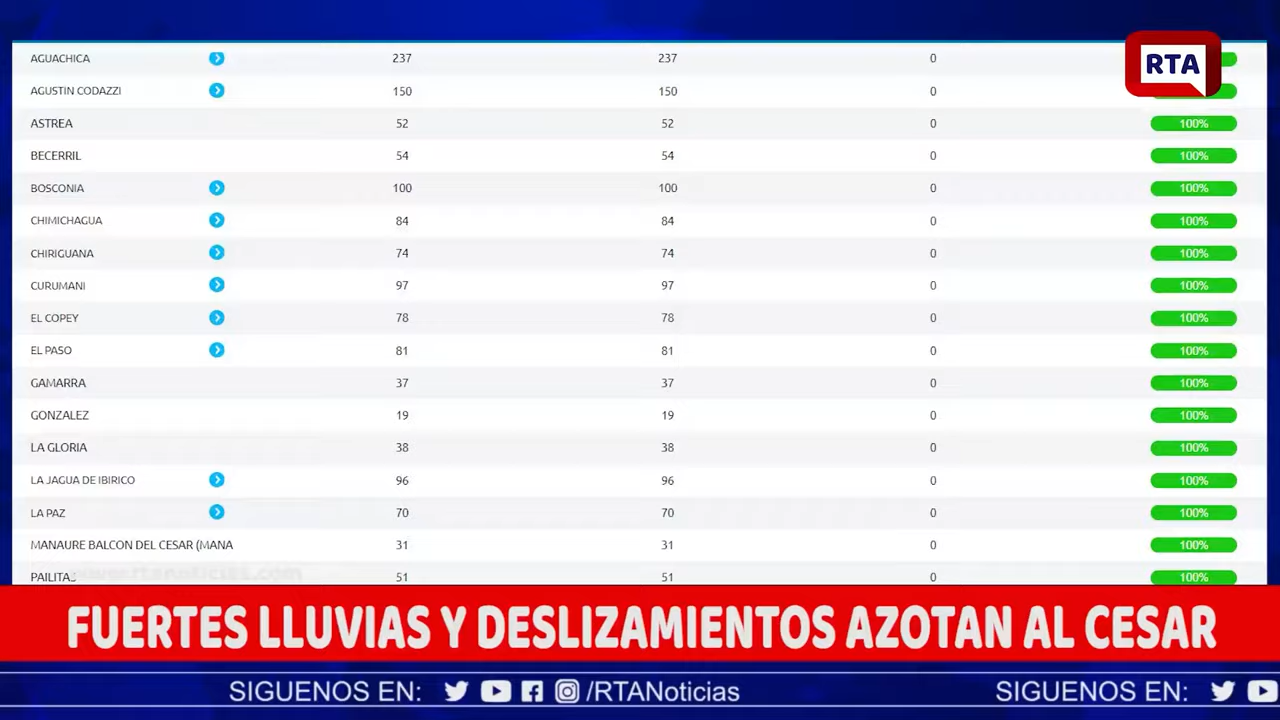 AGUACHICA 237 237 0
RTA
AGUSTIN CODAZZI 150 150 0
ASTREA 52 52 0 100%
BECERRIL 54 54 0 100%
BOSCONIA 100 100 0 100%
CHIMICHAGUA 84 84 0 100%
CHIRIGUANA 74 74 0 100%
CURUMANI 97 97 0 100%
EL COPEY 78 78 0 100%
EL PASO 81 81 0 100%
GAMARRA 37 37 0 100%
GONZALEZ 19 19 0 100%
LA GLORIA 38 38 0 100%
LA JAGUA DE IBIRICO 96 96 0 100%
LA PAZ 70 70 0 100%
MANAURE BALCON DEL CESAR (MANA 31 31 0 100%
PAILITAS 51 51 0 100%
FUERTES LLUVIAS Y DESLIZAMIENTOS AZOTAN AL CESAR
SIGUENOS EN: /RTANoticias SIGUENOS EN: